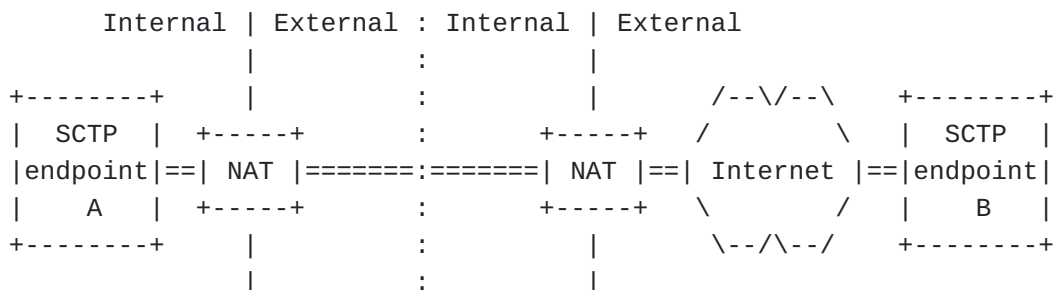 Internal | External : Internal | External
| : |
+--------+ | : | /--\/--\ +--------+
| SCTP | +-----+ : +-----+ / \ | SCTP |
|endpoint|==| NAT |=======:=======| NAT |==| Internet |==|endpoint|
| A | +-----+ : +-----+ \ / | B |
+--------+ | : | \--/\--/ +--------+
| : |